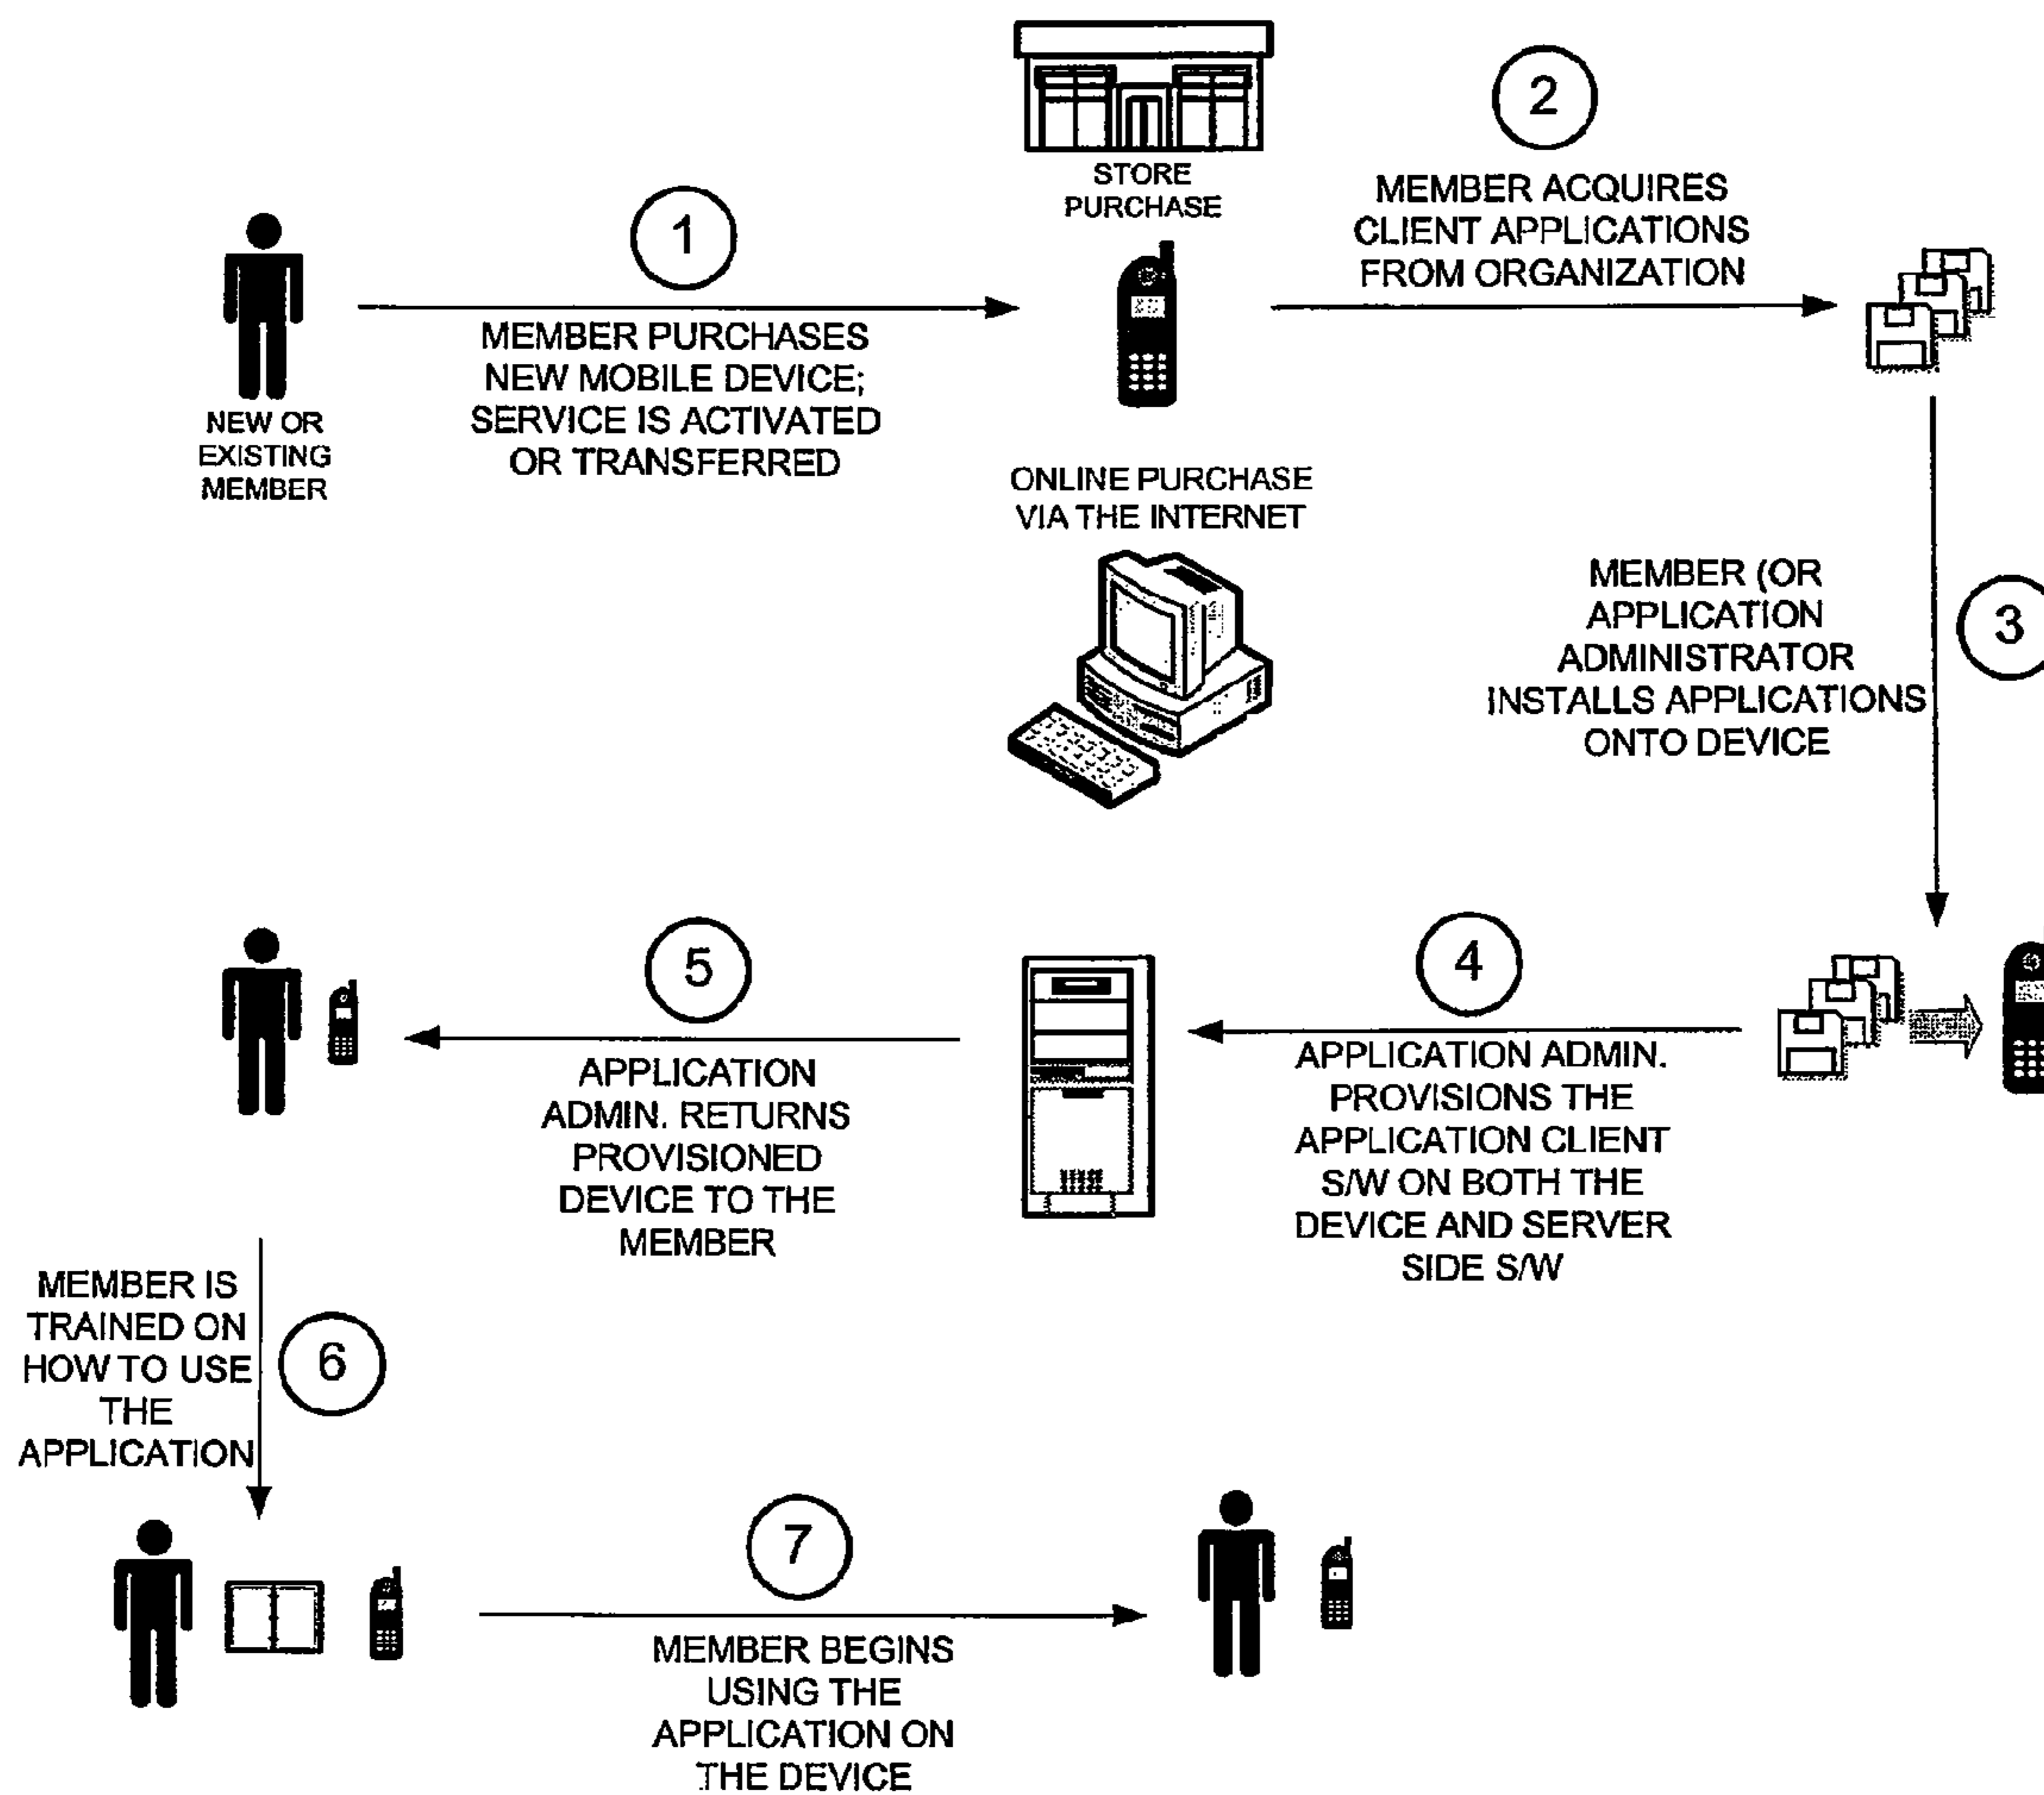 STORE
PURCHASE
2
MEMBER ACQUIRES
CLIENT APPLICATIONS
FROM ORGANIZATION
1
MEMBER PURCHASES
NEW MOBILE DEVICE;
SERVICE IS ACTIVATED
OR TRANSFERRED
NEW OR
EXISTING
MEMBER
ONLINE PURCHASE
VIA THE INTERNET
MEMBER (OR
APPLICATION
ADMINISTRATOR
INSTALLS APPLICATIONS
ONTO DEVICE
3
4
APPLICATION ADMIN.
PROVISIONS THE
APPLICATION CLIENT
S/W ON BOTH THE
DEVICE AND SERVER
SIDE S/W
5
APPLICATION
ADMIN. RETURNS
PROVISIONED
DEVICE TO THE
MEMBER
MEMBER IS
TRAINED ON
HOW TO USE
THE
APPLICATION
6
7
MEMBER BEGINS
USING THE
APPLICATION ON
THE DEVICE